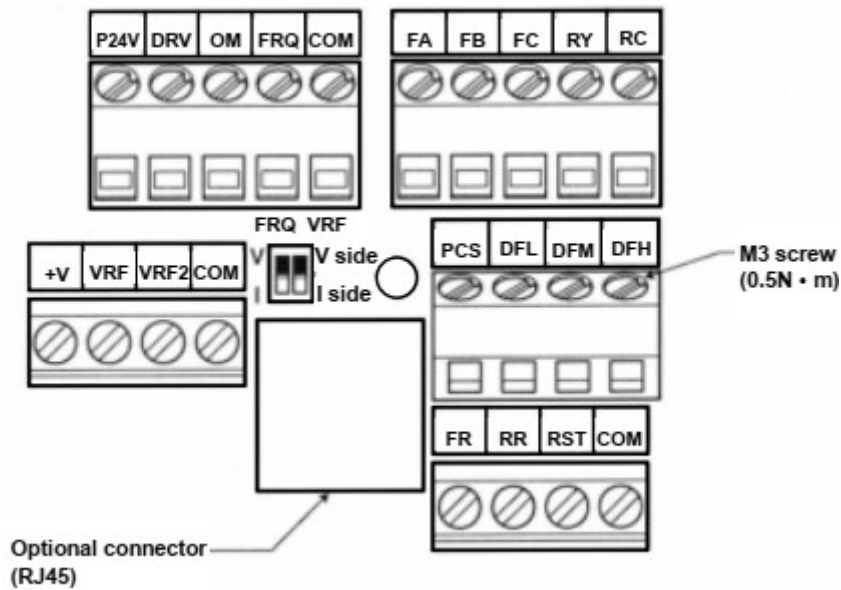 P24V DRV OM FRQ COM
FA FB FC RY RC
FRQ VRF
V V side
I I side
+V VRF VRF2 COM
PCS DFL DFM DFH
M3 screw
(0.5N • m)
FR RR RST COM
Optional connector
(RJ45)